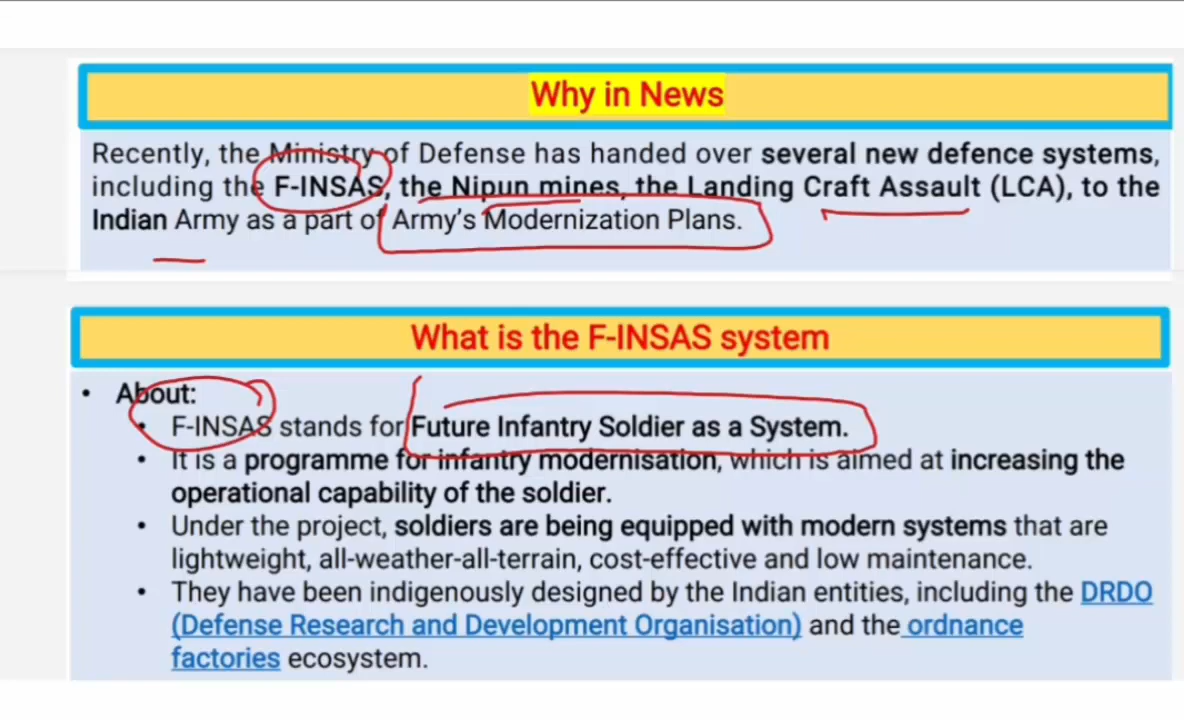 Why in News
Recently, the Ministry of Defense has handed over several new defence systems,
including the F-INSAS, the Nipun mines, the Landing Craft Assault (LCA), to the
Indian Army as a part of Army's Modernization Plans.
What is the F-INSAS system
• About:
• F-INSAS stands for Future Infantry Soldier as a System.
• It is a programme for infantry modernisation, which is aimed at increasing the
operational capability of the soldier.
• Under the project, soldiers are being equipped with modern systems that are
lightweight, all-weather-all-terrain, cost-effective and low maintenance.
• They have been indigenously designed by the Indian entities, including the DRDO
(Defense Research and Development Organisation) and the ordnance
factories ecosystem.